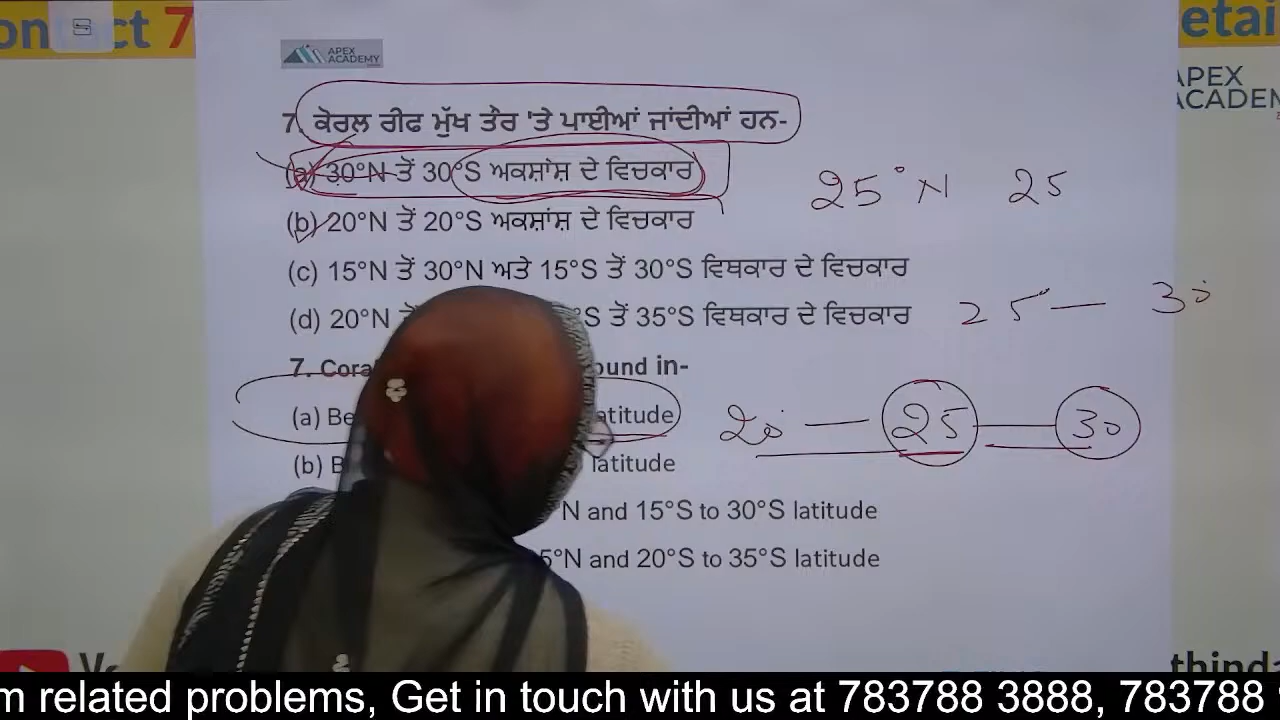 ontact 7
etai
APEX
ACADEMY
APEX
ACADEM
7. ਕੋਰਲ ਰੀਫ ਮੁੱਖ ਤੌਰ 'ਤੇ ਪਾਈਆਂ ਜਾਂਦੀਆਂ ਹਨ-
(a) 30°N ਤੋਂ 30°S ਅਕਸ਼ਾਂਸ਼ ਦੇ ਵਿਚਕਾਰ
25°N 25
(b) 20°N ਤੋਂ 20°S ਅਕਸ਼ਾਂਸ਼ ਦੇ ਵਿਚਕਾਰ
(c) 15°N ਤੋਂ 30°N ਅਤੇ 15°S ਤੋਂ 30°S ਵਿਥਕਾਰ ਦੇ ਵਿਚਕਾਰ
(d) 20°N °S ਤੋਂ 35°S ਵਿਥਕਾਰ ਦੇ ਵਿਚਕਾਰ
25° — 30
7. Cora ound in-
(a) Be atitude
20 — 25 — 30
(b) B latitude
N and 15°S to 30°S latitude
5°N and 20°S to 35°S latitude
thinda
m related problems, Get in touch with us at 783788 3888, 783788